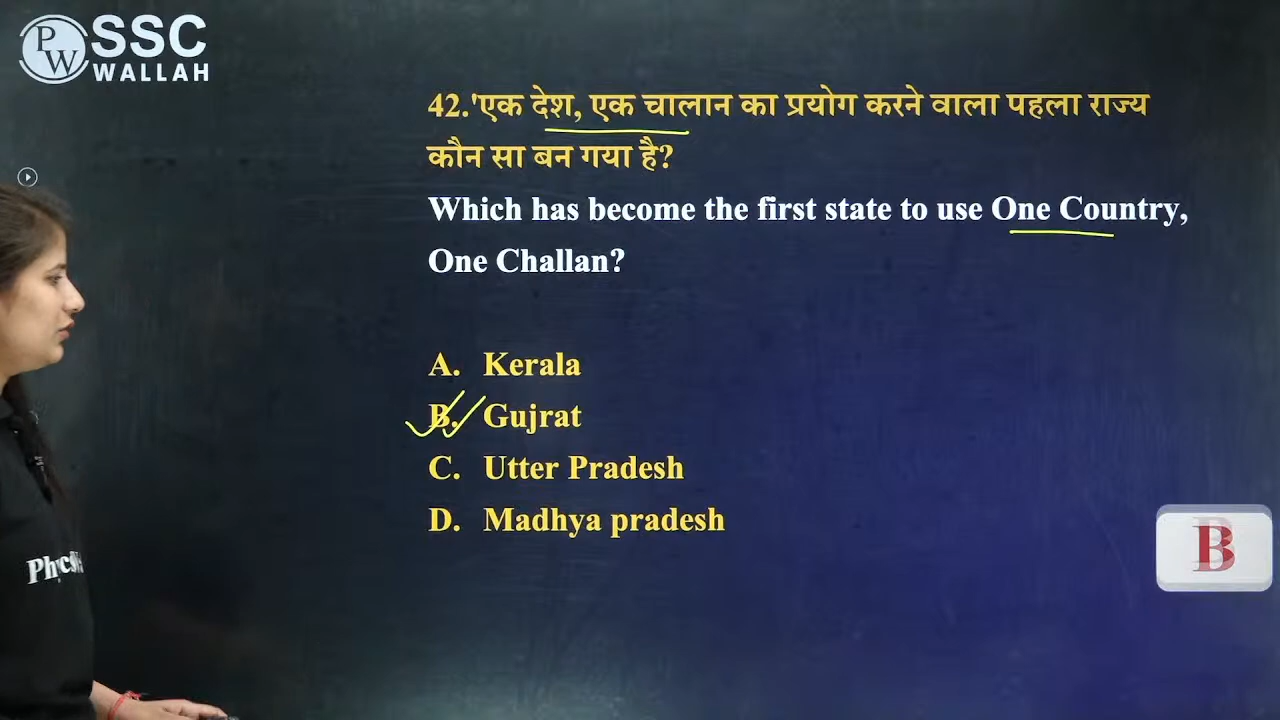 PW SSC
WALLAH
42.'एक देश, एक चालान का प्रयोग करने वाला पहला राज्य
कौन सा बन गया है?
Which has become the first state to use One Country,
One Challan?
A. Kerala
B. Gujrat
C. Utter Pradesh
D. Madhya pradesh
B